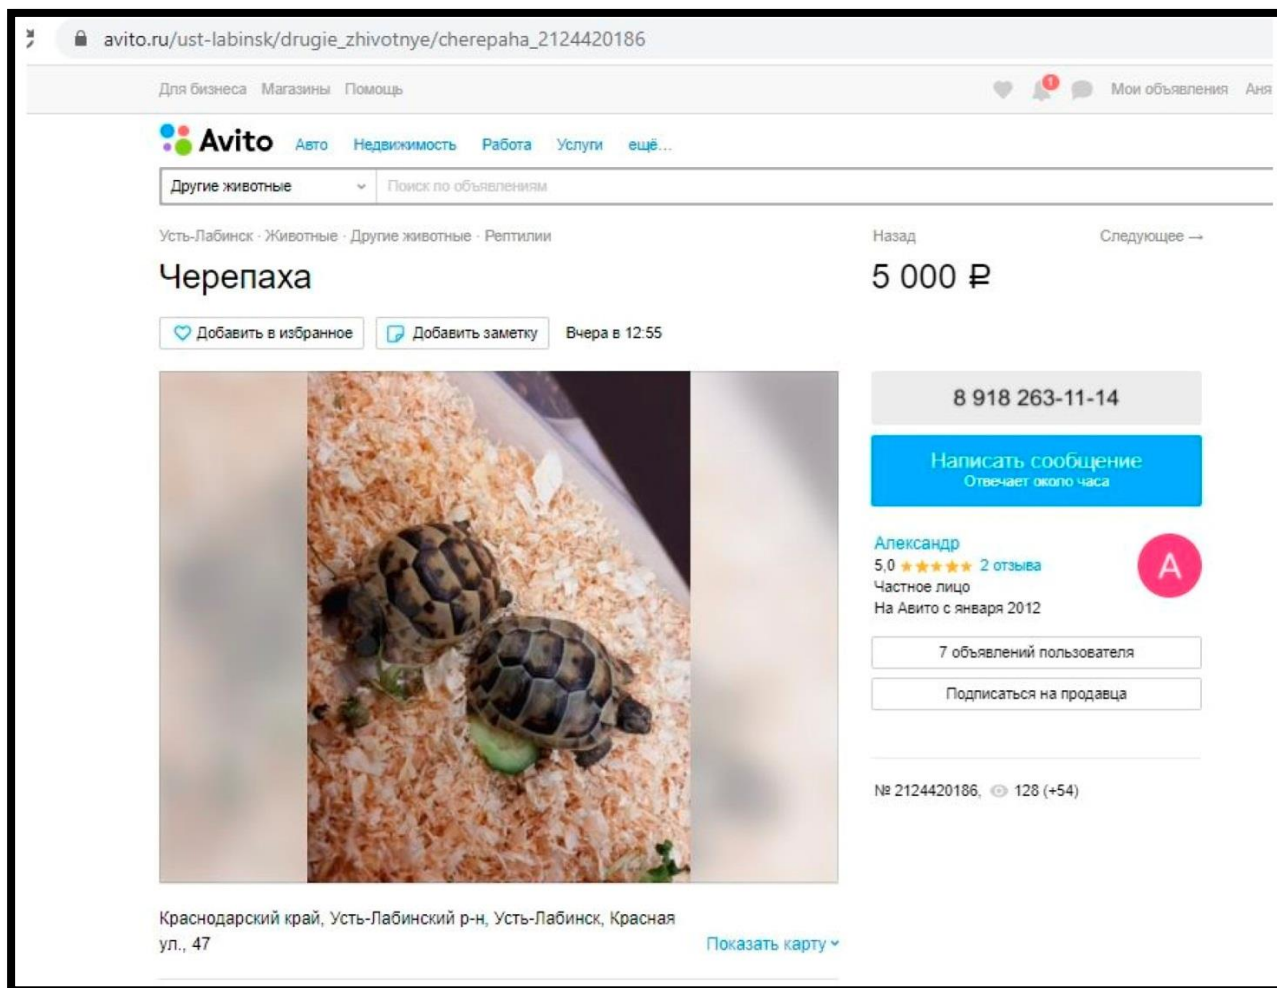 avito.ru/ust-labinsk/drugie_zhivotnye/cherepaha_2124420186
Для бизнеса Магазины Помощь
1 Мои объявления Аня
Avito Авто Недвижимость Работа Услуги ещё...
Другие животные Поиск по объявлениям
Усть-Лабинск · Животные · Другие животные · Рептилии
Назад Следующее →
Черепаха
5 000 ₽
Добавить в избранное Добавить заметку Вчера в 12:55
8 918 263-11-14
Написать сообщение
Отвечает около часа
Александр
5,0 ★★★★★ 2 отзыва
Частное лицо
На Авито с января 2012
А
7 объявлений пользователя
Подписаться на продавца
№ 2124420186, 128 (+54)
Краснодарский край, Усть-Лабинский р-н, Усть-Лабинск, Красная
ул., 47
Показать карту